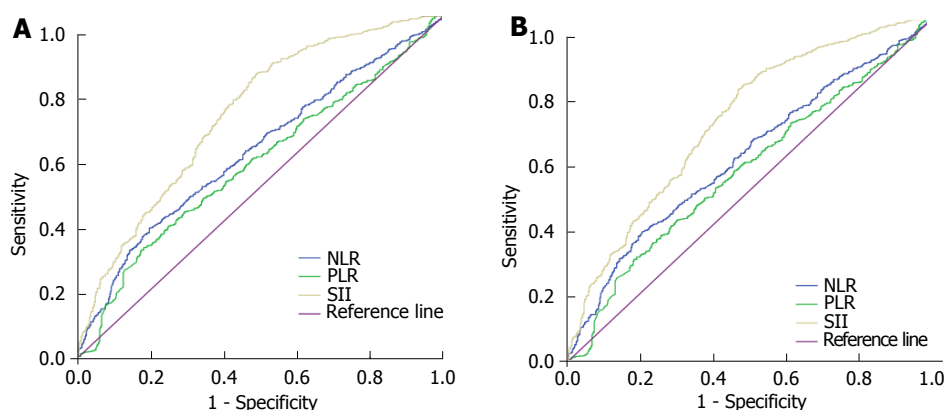 A
1.0
0.8
0.6
0.4
0.2
0.0
Sensitivity
NLR
PLR
SII
Reference line
0.0 0.2 0.4 0.6 0.8 1.0
1 - Specificity
B
1.0
0.8
0.6
0.4
0.2
0.0
Sensitivity
NLR
PLR
SII
Reference line
0.0 0.2 0.4 0.6 0.8 1.0
1 - Specificity